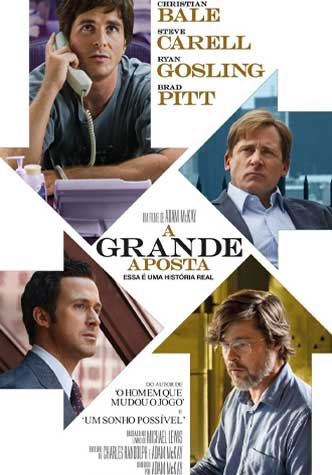 CHRISTIAN
BALE
STEVE
CARELL
RYAN
GOSLING
BRAD
PITT
UM FILME DE ADAM McKAY
A
GRANDE
APOSTA
ESSA É UMA HISTÓRIA REAL
DO AUTOR DE
'O HOMEM QUE
MUDOU O JOGO'
E
'UM SONHO POSSÍVEL'
MICHAEL LEWIS
CHARLES RANDOLPH E ADAM McKAY
ADAM McKAY